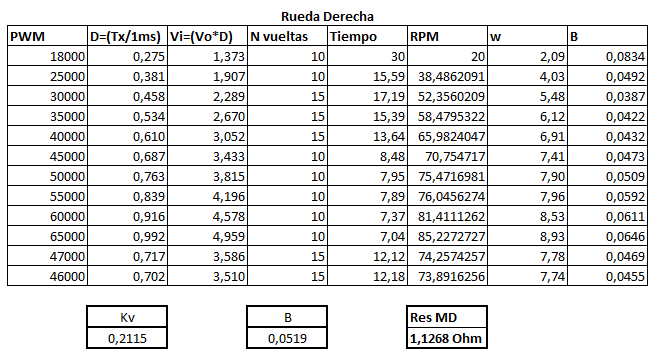 Rueda Derecha
PWM D=(Tx/1ms) Vi=(Vo*D) N vueltas Tiempo RPM w B
18000 0,275 1,373 10 30 20 2,09 0,0834
25000 0,381 1,907 10 15,59 38,4862091 4,03 0,0492
30000 0,458 2,289 15 17,19 52,3560209 5,48 0,0387
35000 0,534 2,670 15 15,39 58,4795322 6,12 0,0422
40000 0,610 3,052 15 13,64 65,9824047 6,91 0,0432
45000 0,687 3,433 10 8,48 70,754717 7,41 0,0473
50000 0,763 3,815 10 7,95 75,4716981 7,90 0,0509
55000 0,839 4,196 10 7,89 76,0456274 7,96 0,0592
60000 0,916 4,578 10 7,37 81,4111262 8,53 0,0611
65000 0,992 4,959 10 7,04 85,2272727 8,93 0,0646
47000 0,717 3,586 15 12,12 74,2574257 7,78 0,0469
46000 0,702 3,510 15 12,18 73,8916256 7,74 0,0455
Kv B Res MD
0,2115 0,0519 1,1268 Ohm